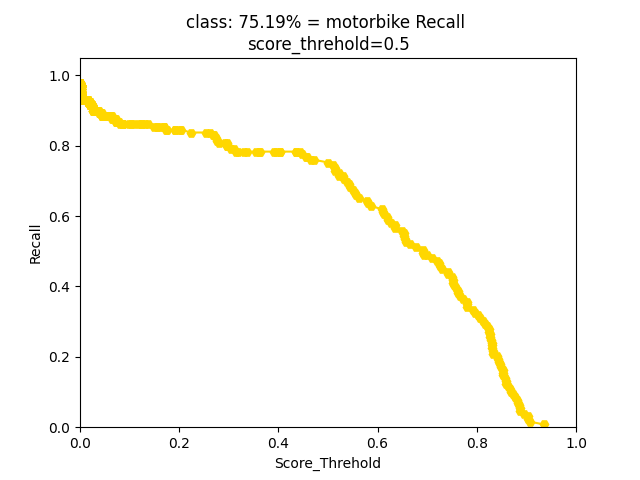 class: 75.19% = motorbike Recall
score_threhold=0.5
Recall
1.0
0.8
0.6
0.4
0.2
0.0
0.0 0.2 0.4 0.6 0.8 1.0
Score_Threhold